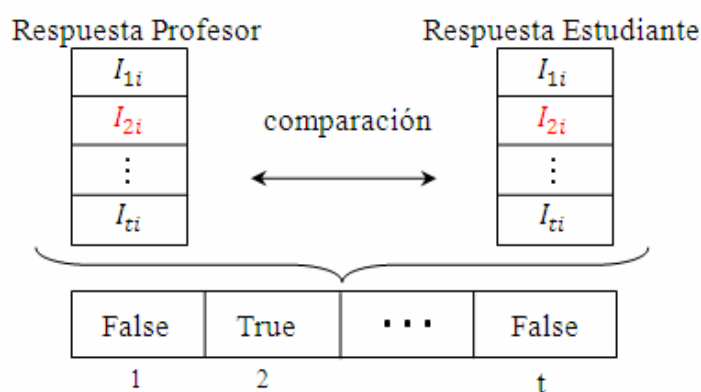 Respuesta Profesor Respuesta Estudiante
I₁ᵢ I₁ᵢ
I₂ᵢ comparación I₂ᵢ
⋮ ⋮
Iₜᵢ Iₜᵢ
False True ··· False
1 2 t